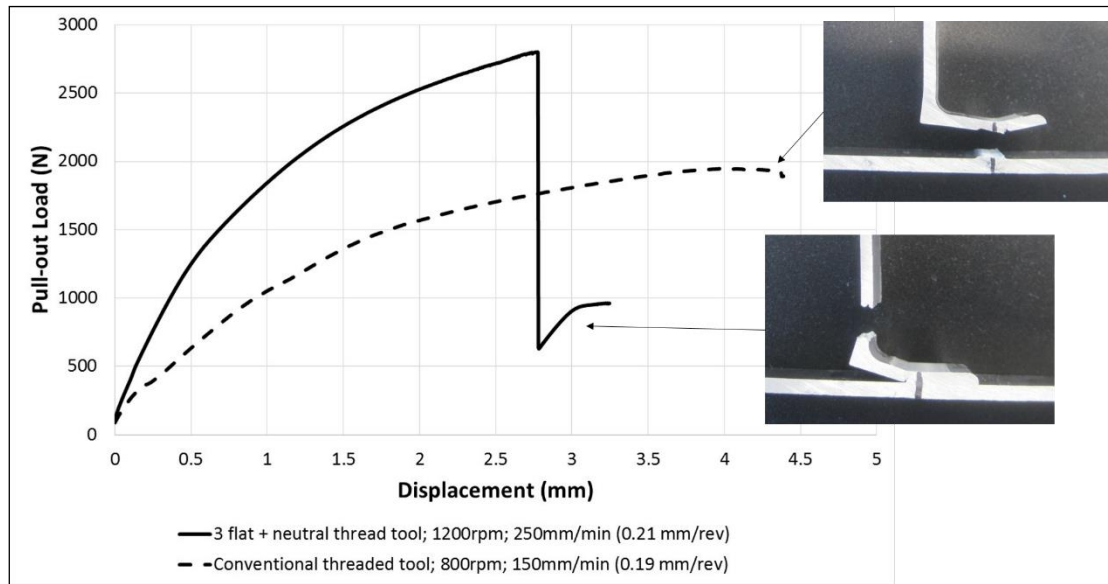 3000
2500
2000
1500
1000
500
0
Pull-out Load (N)
0 0.5 1 1.5 2 2.5 3 3.5 4 4.5 5
Displacement (mm)
3 flat + neutral thread tool; 1200rpm; 250mm/min (0.21 mm/rev)
Conventional threaded tool; 800rpm; 150mm/min (0.19 mm/rev)